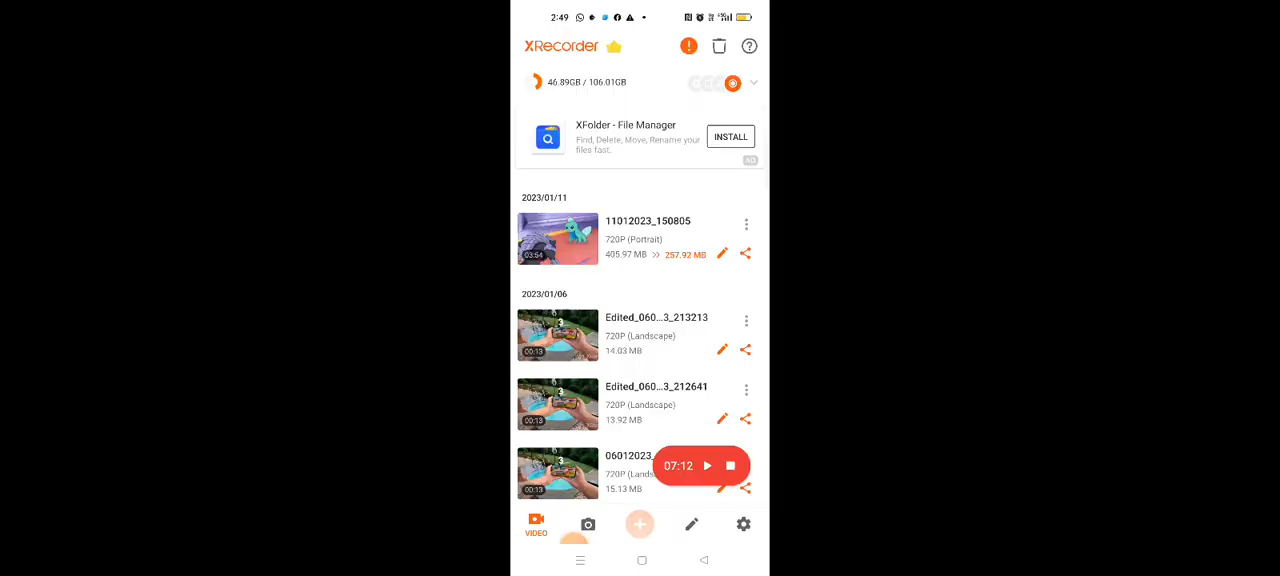 2:49
XRecorder
46.89GB / 106.01GB
XFolder - File Manager
Find, Delete, Move, Rename your
files fast.
INSTALL
AD
2023/01/11
11012023_150805
720P (Portrait)
405.97 MB >> 257.92 MB
03:54
2023/01/06
Edited_060...3_213213
720P (Landscape)
14.03 MB
00:13
Edited_060...3_212641
720P (Landscape)
13.92 MB
00:13
06012023_
720P (Lands
15.13 MB
00:13
07:12
VIDEO